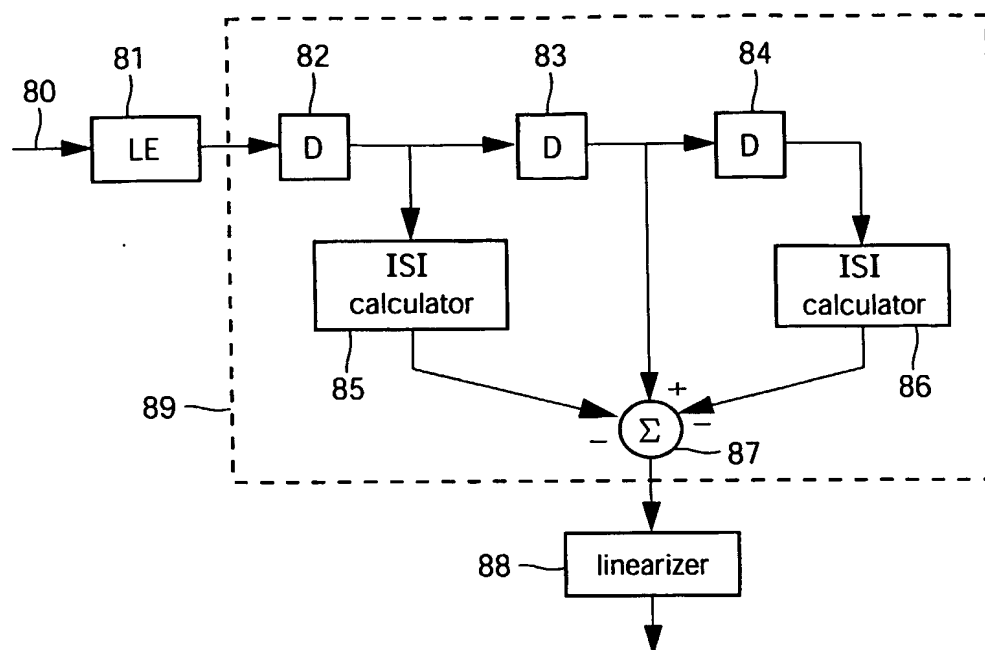 80
81
LE
82
D
83
D
84
D
ISI
calculator
85
ISI
calculator
86
89
+
−
−
Σ
87
88
linearizer